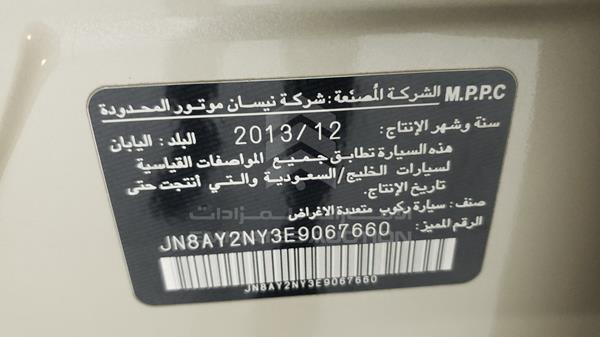 M.P.P.C الشركة المُصنّعة: شركة نيسان موتور المحدودة
سنة وشهر الإنتاج: 2013/12 البلد: اليابان
هذه السيارة تطابق جميع المواصفات القياسية
لسيارات الخليج/السعودية والتي أنتجت حتى
تاريخ الإنتاج.
صنف: سيارة ركوب متعددة الاغراض
الرقم المميز: JN8AY2NY3E9067660
JN8AY2NY3E9067660
الإمارات للمزادات